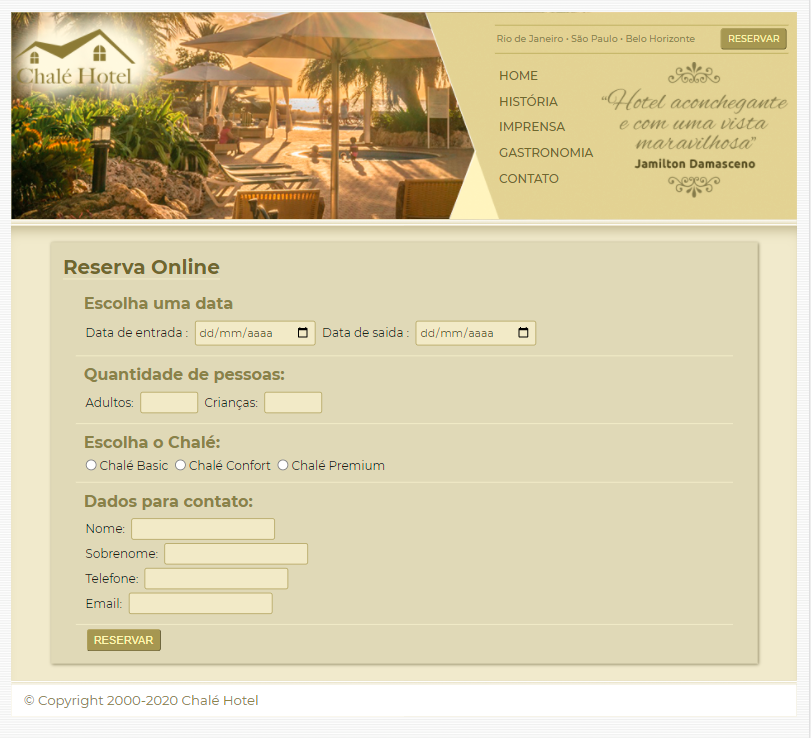 Chalé Hotel
Rio de Janeiro • São Paulo • Belo Horizonte
RESERVAR
HOME
HISTÓRIA
IMPRENSA
GASTRONOMIA
CONTATO
“Hotel aconchegante
e com uma vista
maravilhosa”
Jamilton Damasceno
Reserva Online
Escolha uma data
Data de entrada : dd/mm/aaaa Data de saida : dd/mm/aaaa
Quantidade de pessoas:
Adultos: Crianças:
Escolha o Chalé:
Chalé Basic Chalé Confort Chalé Premium
Dados para contato:
Nome:
Sobrenome:
Telefone:
Email:
RESERVAR
© Copyright 2000-2020 Chalé Hotel